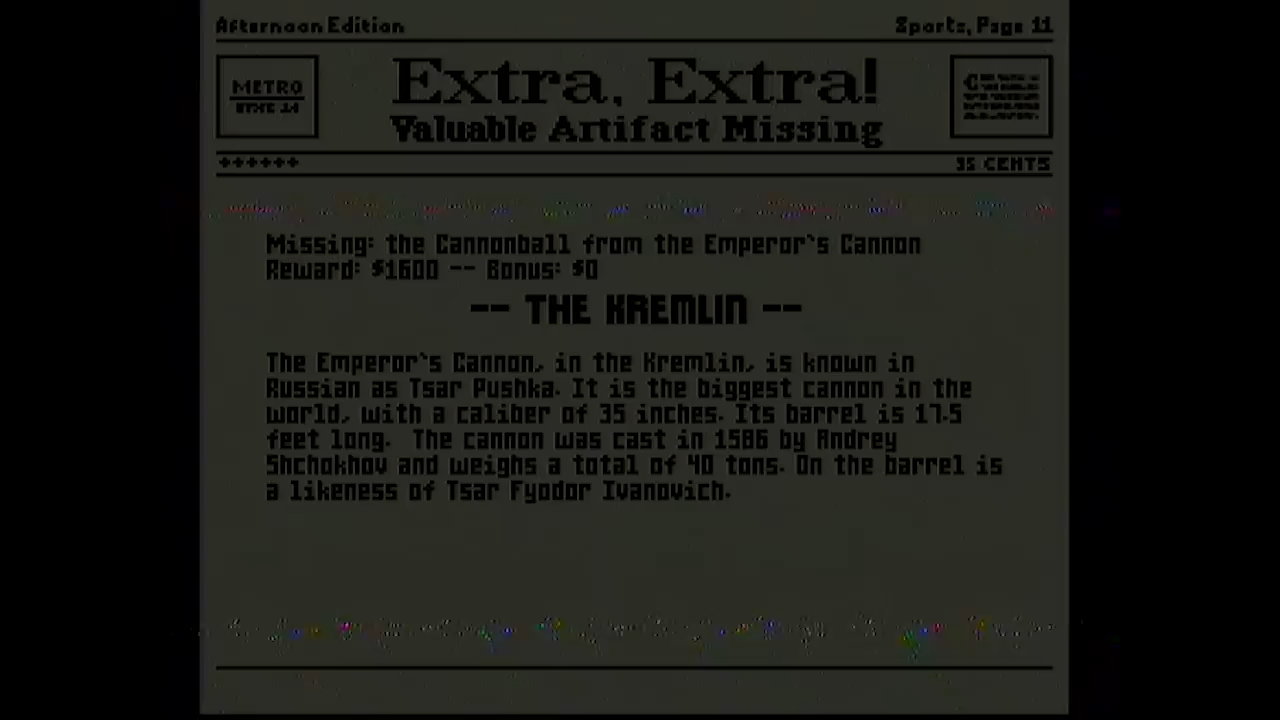 Afternoon Edition
Sports, Page 11
METRO
Extra, Extra!
Valuable Artifact Missing
++++++
35 CENTS
Missing: the Cannonball from the Emperor's Cannon
Reward: $1600 -- Bonus: $0
-- THE KREMLIN --
The Emperor's Cannon, in the Kremlin, is known in
Russian as Tsar Pushka. It is the biggest cannon in the
world, with a caliber of 35 inches. Its barrel is 17.5
feet long. The cannon was cast in 1586 by Andrey
Shchokhov and weighs a total of 40 tons. On the barrel is
a likeness of Tsar Fyodor Ivanovich.